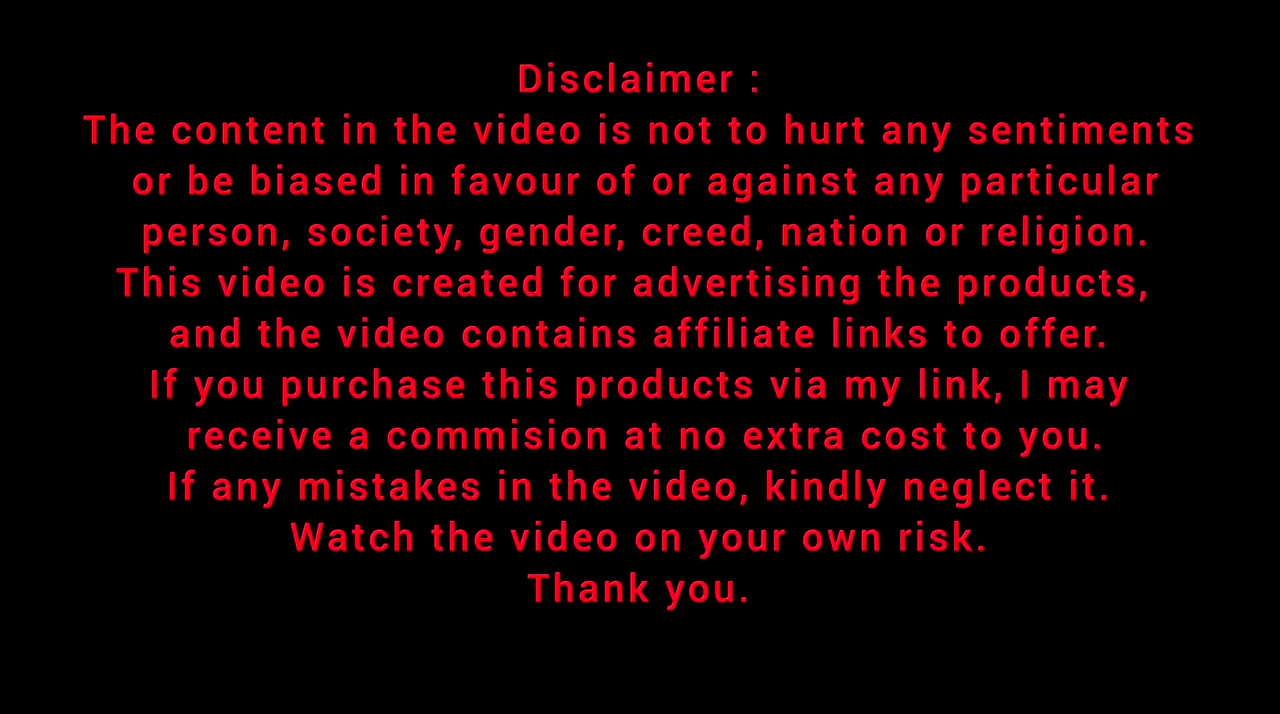 Disclaimer :
The content in the video is not to hurt any sentiments
or be biased in favour of or against any particular
person, society, gender, creed, nation or religion.
This video is created for advertising the products,
and the video contains affiliate links to offer.
If you purchase this products via my link, I may
receive a commision at no extra cost to you.
If any mistakes in the video, kindly neglect it.
Watch the video on your own risk.
Thank you.